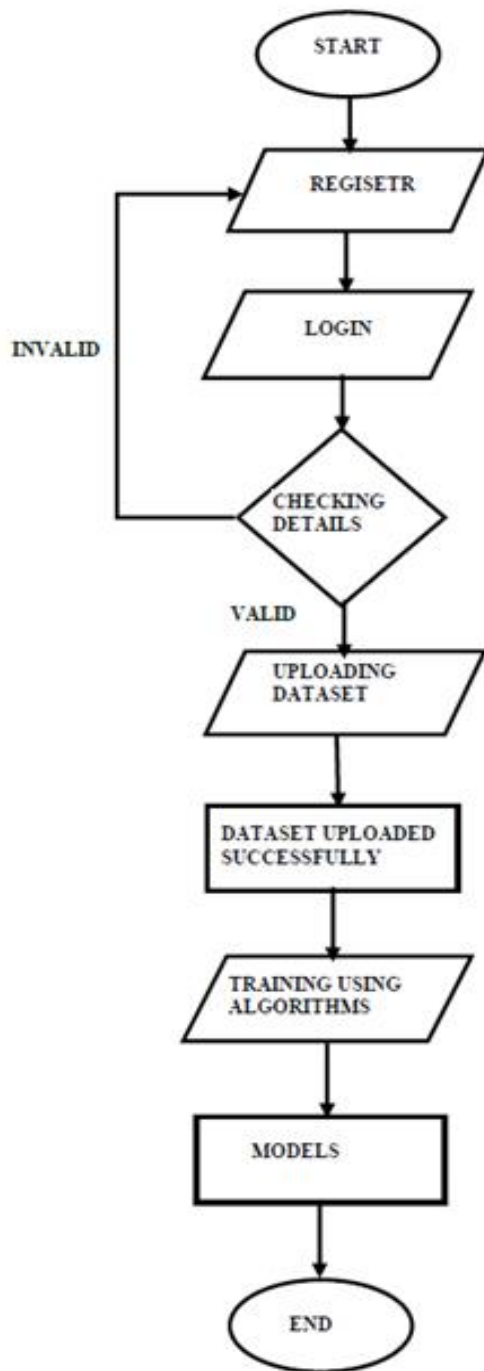 START
REGISETR
LOGIN
INVALID
CHECKING
DETAILS
VALID
UPLOADING
DATASET
DATASET UPLOADED
SUCCESSFULLY
TRAINING USING
ALGORITHMS
MODELS
END